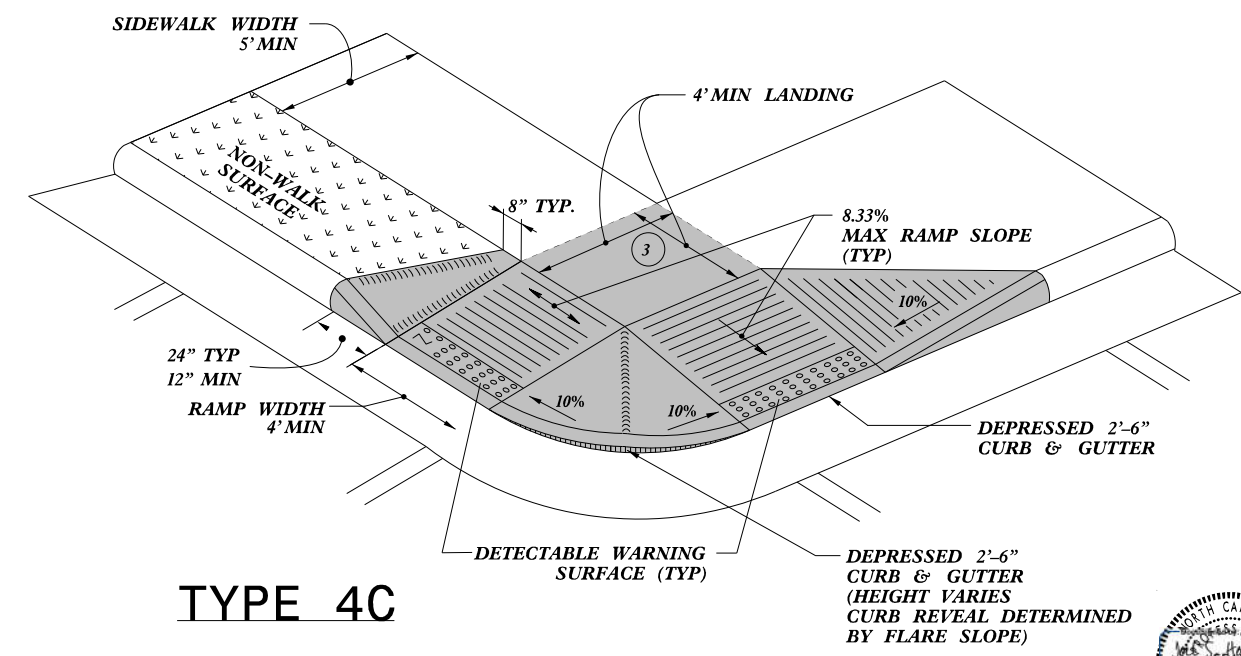 SIDEWALK WIDTH
5' MIN
4' MIN LANDING
NON-WALK
SURFACE
8" TYP.
3
8.33%
MAX RAMP SLOPE
(TYP)
10%
24" TYP
12" MIN
RAMP WIDTH
4' MIN
10%
10%
DEPRESSED 2'-6"
CURB & GUTTER
DETECTABLE WARNING
SURFACE (TYP)
DEPRESSED 2'-6"
CURB & GUTTER
(HEIGHT VARIES
CURB REVEAL DETERMINED
BY FLARE SLOPE)
TYPE 4C